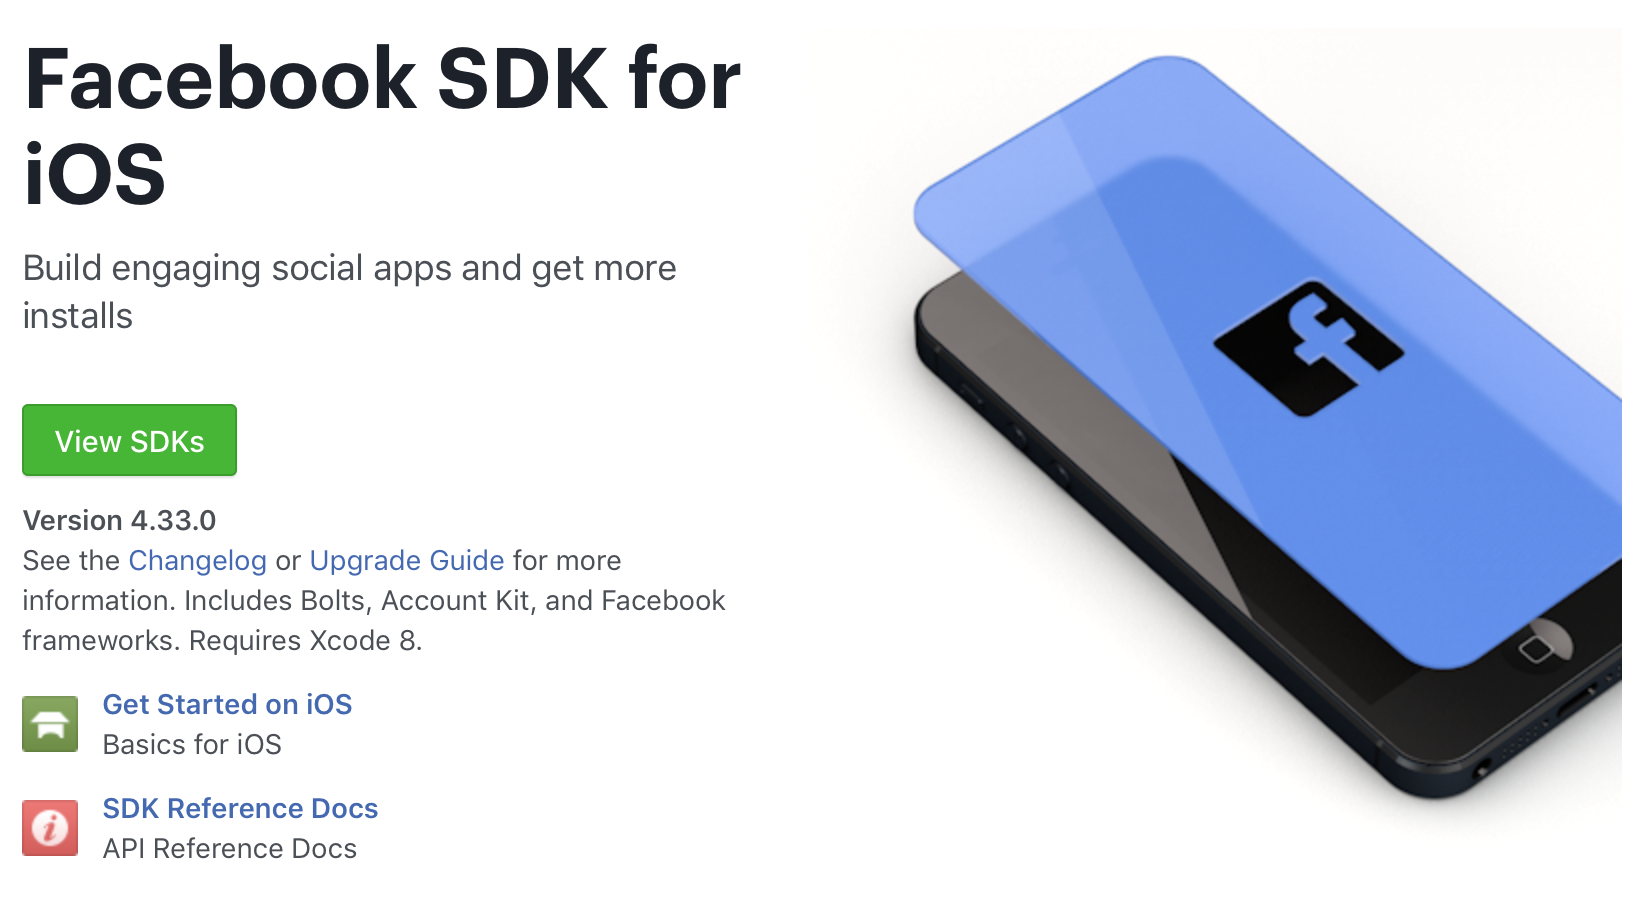 Facebook SDK for
iOS
Build engaging social apps and get more
installs
View SDKs
Version 4.33.0
See the Changelog or Upgrade Guide for more
information. Includes Bolts, Account Kit, and Facebook
frameworks. Requires Xcode 8.
Get Started on iOS
Basics for iOS
SDK Reference Docs
API Reference Docs